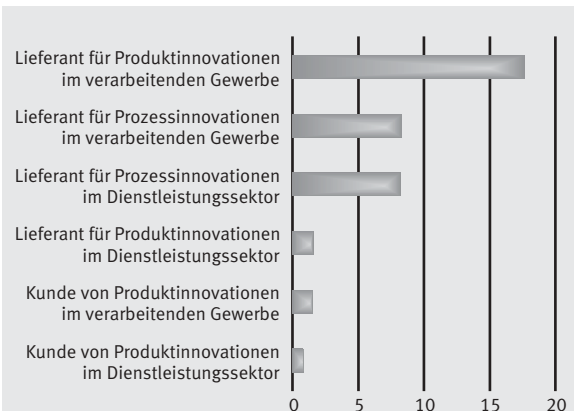 Lieferant für Produktinnovationen
im verarbeitenden Gewerbe
Lieferant für Prozessinnovationen
im verarbeitenden Gewerbe
Lieferant für Prozessinnovationen
im Dienstleistungssektor
Lieferant für Produktinnovationen
im Dienstleistungssektor
Kunde von Produktinnovationen
im verarbeitenden Gewerbe
Kunde von Produktinnovationen
im Dienstleistungssektor
0 5 10 15 20